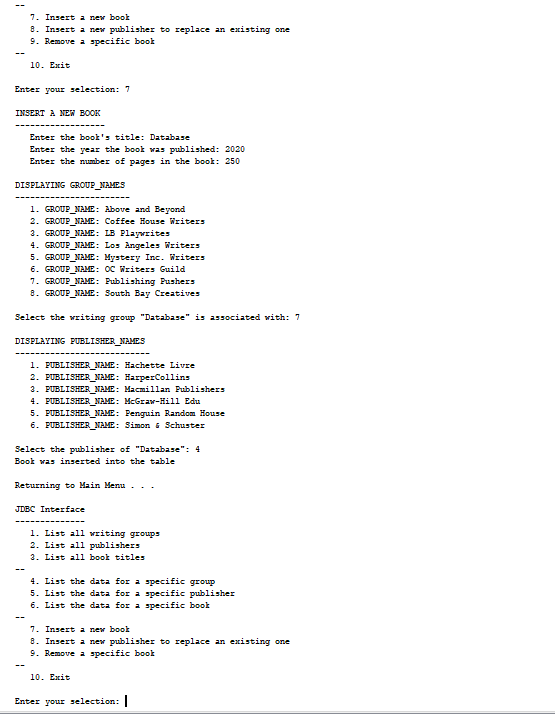 --
7. Insert a new book
8. Insert a new publisher to replace an existing one
9. Remove a specific book
--
10. Exit
Enter your selection: 7
INSERT A NEW BOOK
------------------
Enter the book's title: Database
Enter the year the book was published: 2020
Enter the number of pages in the book: 250
DISPLAYING GROUP_NAMES
-----------------------
1. GROUP_NAME: Above and Beyond
2. GROUP_NAME: Coffee House Writers
3. GROUP_NAME: LB Playwrites
4. GROUP_NAME: Los Angeles Writers
5. GROUP_NAME: Mystery Inc. Writers
6. GROUP_NAME: OC Writers Guild
7. GROUP_NAME: Publishing Pushers
8. GROUP_NAME: South Bay Creatives
Select the writing group "Database" is associated with: 7
DISPLAYING PUBLISHER_NAMES
---------------------------
1. PUBLISHER_NAME: Hachette Livre
2. PUBLISHER_NAME: HarperCollins
3. PUBLISHER_NAME: Macmillan Publishers
4. PUBLISHER_NAME: McGraw-Hill Edu
5. PUBLISHER_NAME: Penguin Random House
6. PUBLISHER_NAME: Simon & Schuster
Select the publisher of "Database": 4
Book was inserted into the table
Returning to Main Menu . . .
JDBC Interface
--------------
1. List all writing groups
2. List all publishers
3. List all book titles
--
4. List the data for a specific group
5. List the data for a specific publisher
6. List the data for a specific book
--
7. Insert a new book
8. Insert a new publisher to replace an existing one
9. Remove a specific book
--
10. Exit
Enter your selection: